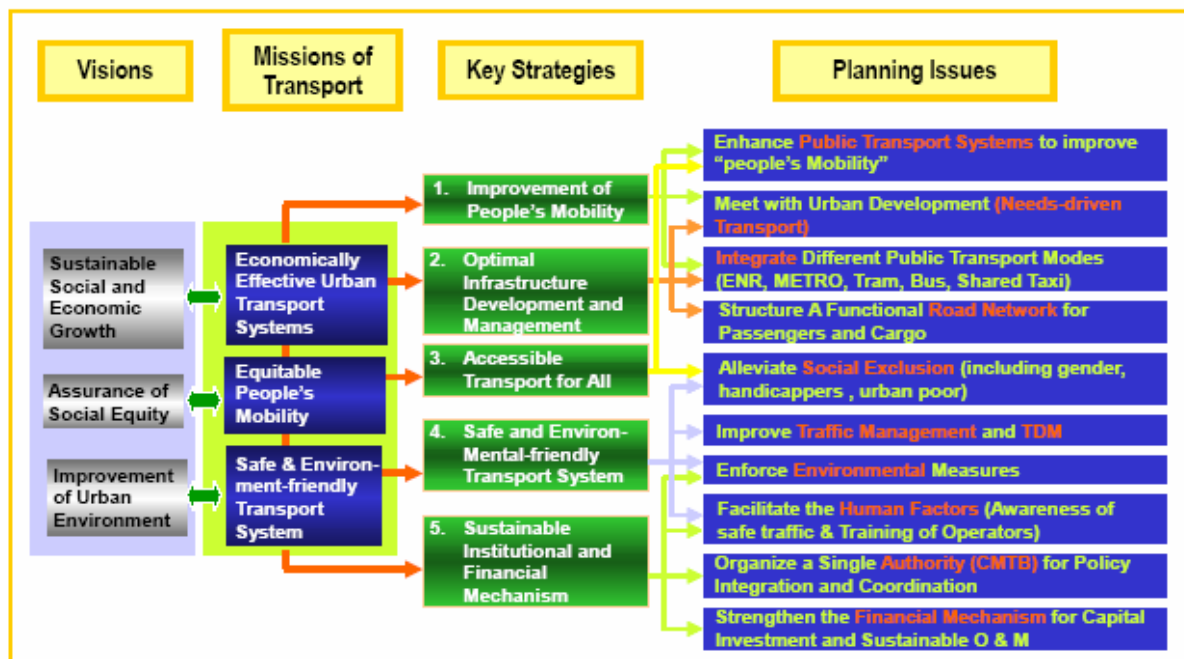 Visions
Missions of
Transport
Key Strategies
Planning Issues
Sustainable
Social and
Economic
Growth
Assurance of
Social Equity
Improvement
of Urban
Environment
Economically
Effective Urban
Transport
Systems
Equitable
People's
Mobility
Safe & Environ-
ment-friendly
Transport
System
1. Improvement of
People's Mobility
2. Optimal
Infrastructure
Development and
Management
3. Accessible
Transport for All
4. Safe and Environ-
Mental-friendly
Transport System
5. Sustainable
Institutional and
Financial
Mechanism
Enhance Public Transport Systems to improve
“people's Mobility”
Meet with Urban Development (Needs-driven
Transport)
Integrate Different Public Transport Modes
(ENR, METRO, Tram, Bus, Shared Taxi)
Structure A Functional Road Network for
Passengers and Cargo
Alleviate Social Exclusion (including gender,
handicappers , urban poor)
Improve Traffic Management and TDM
Enforce Environmental Measures
Facilitate the Human Factors (Awareness of
safe traffic & Training of Operators)
Organize a Single Authority (CMTB) for Policy
Integration and Coordination
Strengthen the Financial Mechanism for Capital
Investment and Sustainable O & M